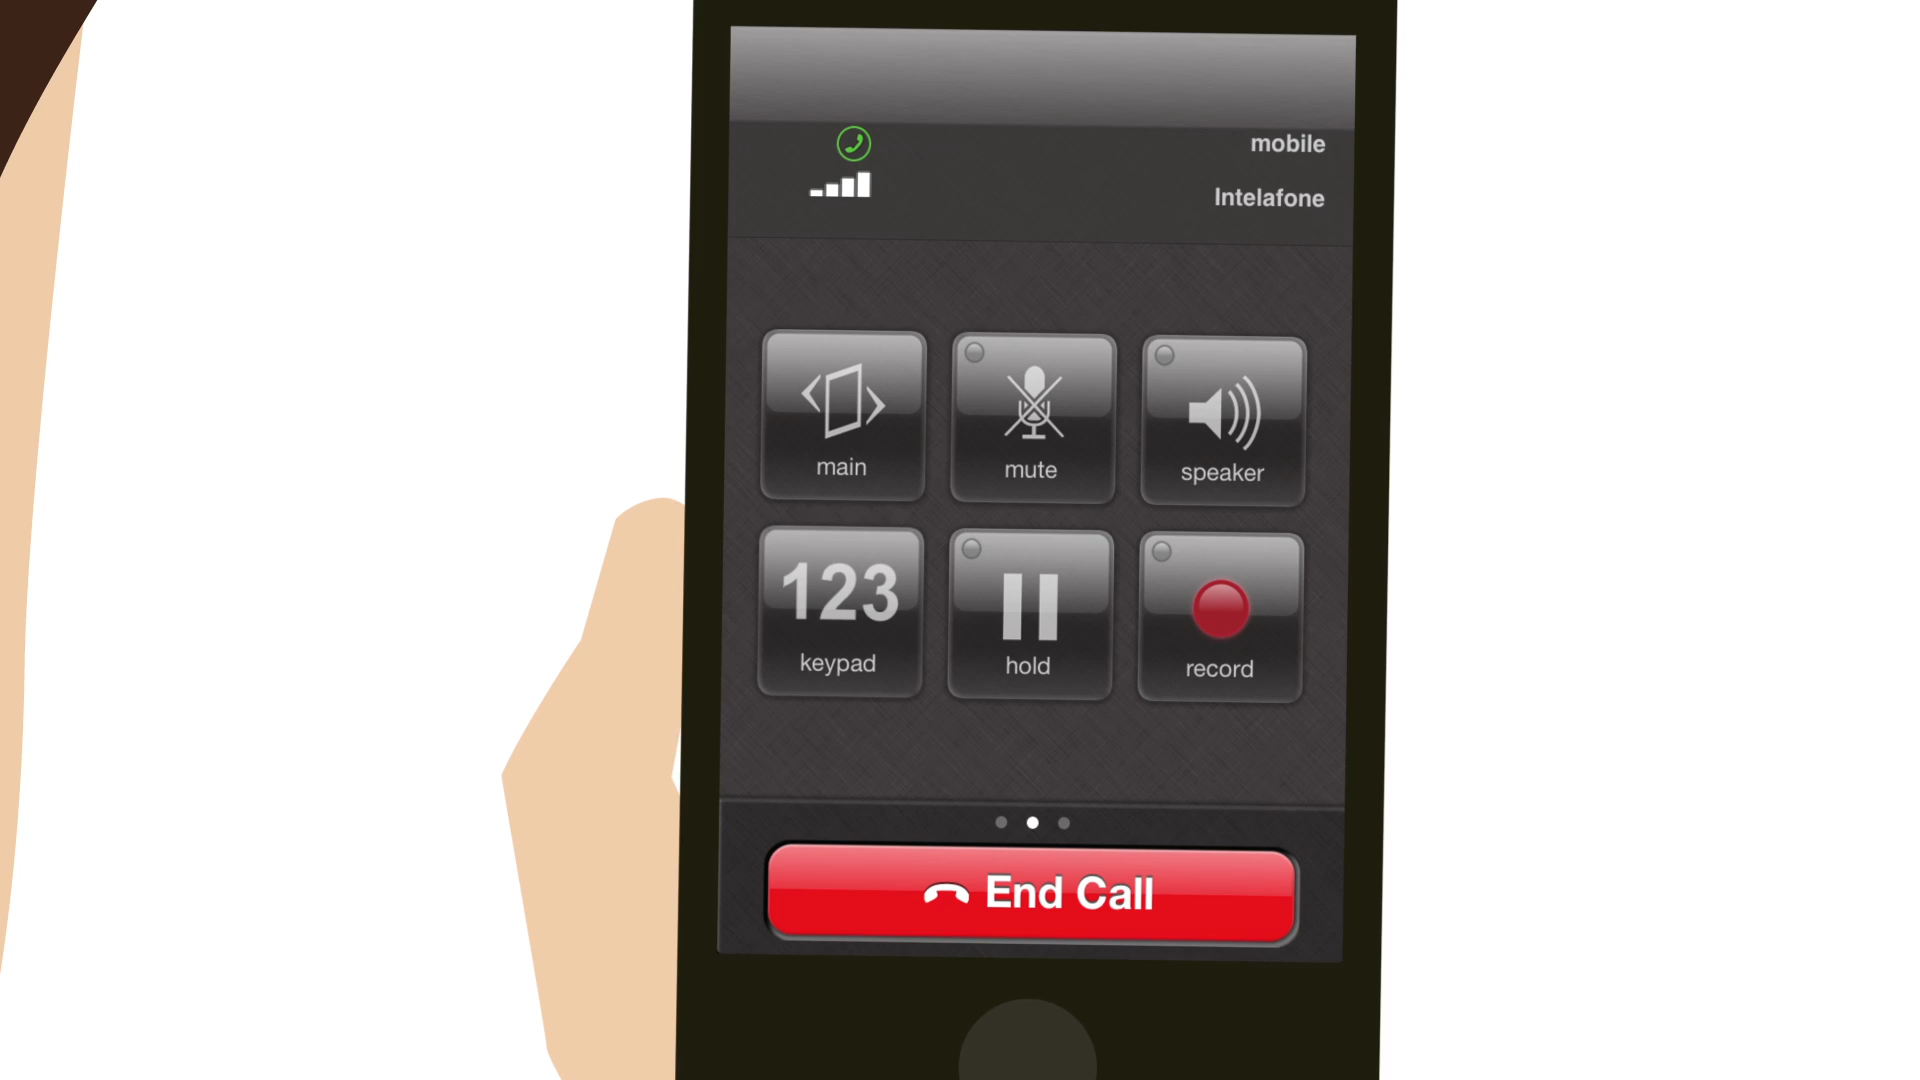 mobile
Intelafone
main
mute
speaker
123
keypad
hold
record
End Call